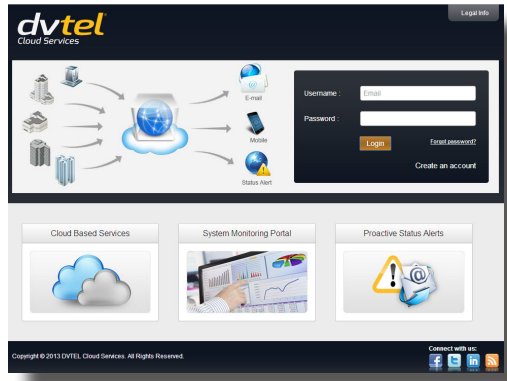 Legal Info
dvtel
Cloud Services
E-mail
Mobile
Status Alert
Username :
Email
Password :
Login
Forgot password?
Create an account
Cloud Based Services
System Monitoring Portal
Proactive Status Alerts
@
Copyright © 2013 DVTEL Cloud Services. All Rights Reserved.
Connect with us:
f
t
in